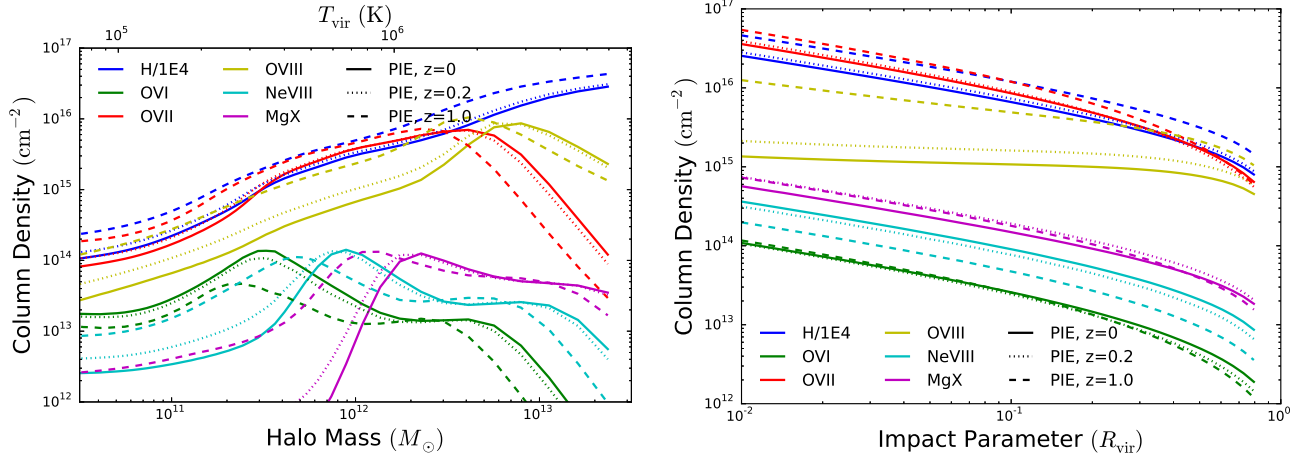 T_vir (K)
10^5 10^6
10^17
10^16
10^15
10^14
10^13
10^12
Column Density (cm^−2)
H/1E4 OVIII PIE, z=0
OVI NeVIII PIE, z=0.2
OVII MgX PIE, z=1.0
10^11 10^12 10^13
Halo Mass (M_⊙)
10^17
10^16
10^15
10^14
10^13
10^12
Column Density (cm^−2)
H/1E4 OVIII PIE, z=0
OVI NeVIII PIE, z=0.2
OVII MgX PIE, z=1.0
10^-2 10^-1 10^0
Impact Parameter (R_vir)